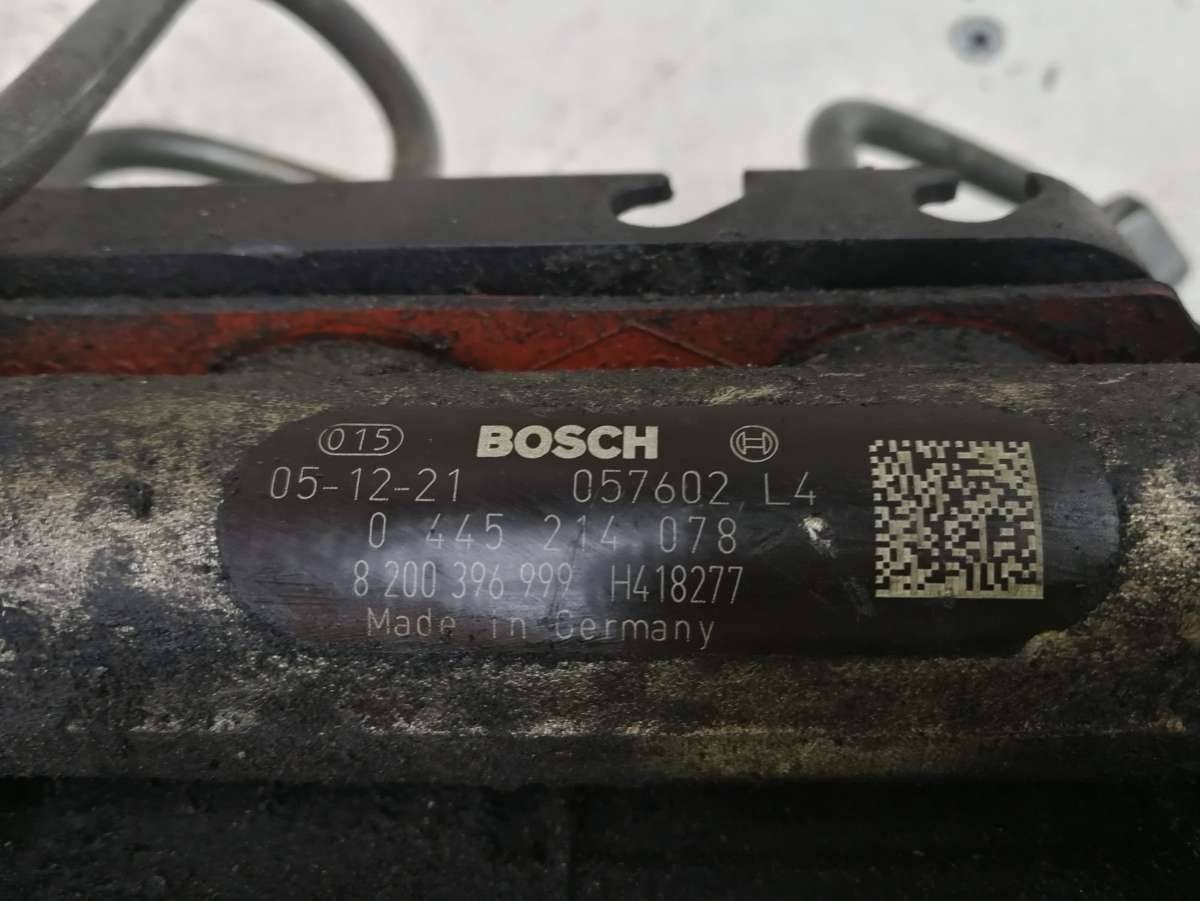 015 BOSCH
05-12-21 057602 L4
0 445 214 078
8 200 396 999 H418277
Made in Germany